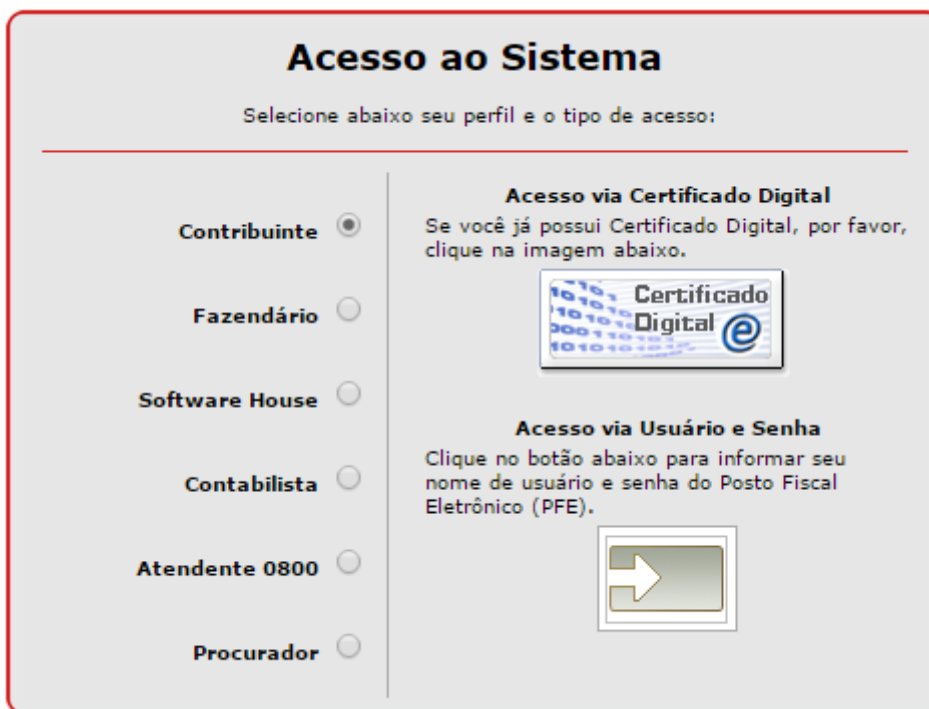 Acesso ao Sistema
Selecione abaixo seu perfil e o tipo de acesso:
Contribuinte
Fazendário
Software House
Contabilista
Atendente 0800
Procurador
Acesso via Certificado Digital
Se você já possui Certificado Digital, por favor,
clique na imagem abaixo.
Certificado
Digital
Acesso via Usuário e Senha
Clique no botão abaixo para informar seu
nome de usuário e senha do Posto Fiscal
Eletrônico (PFE).